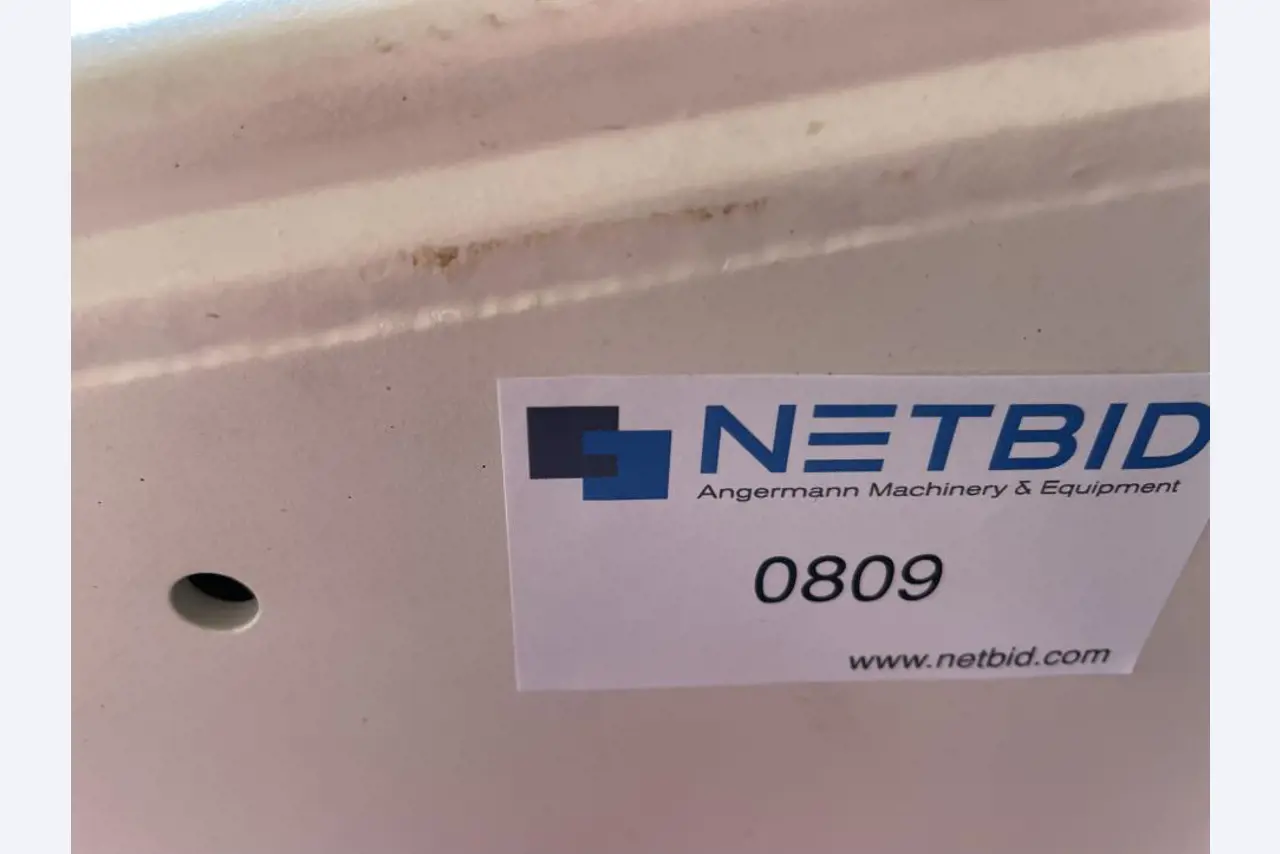 NETBID
Angermann Machinery & Equipment
0809
www.netbid.com